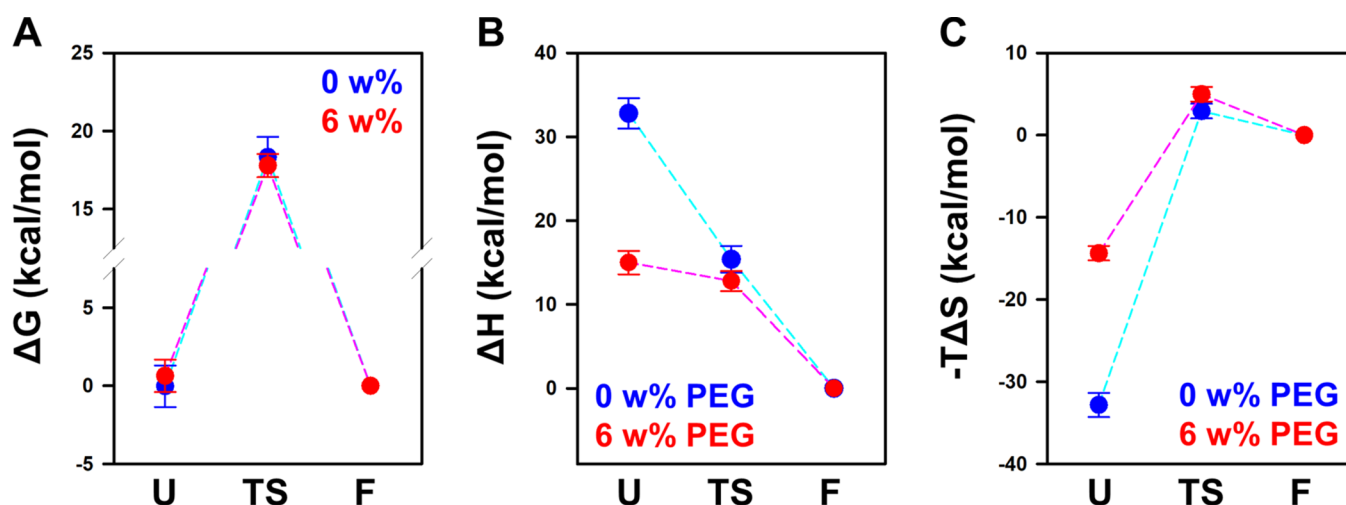 A
ΔG (kcal/mol)
25
20
15
5
0
-5
0 w%
6 w%
U TS F
B
ΔH (kcal/mol)
40
30
20
10
0
0 w% PEG
6 w% PEG
U TS F
C
-TΔS (kcal/mol)
10
0
-10
-20
-30
-40
0 w% PEG
6 w% PEG
U TS F